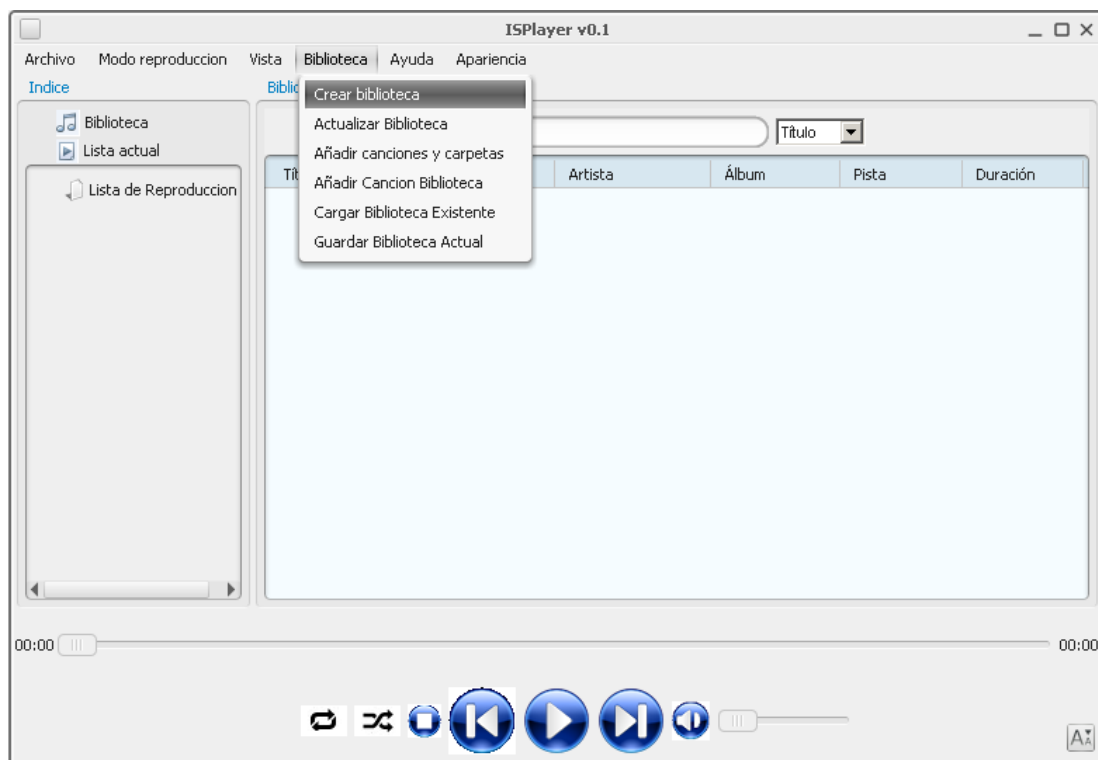 ISPlayer v0.1
Archivo Modo reproduccion Vista Biblioteca Ayuda Apariencia
Indice
Crear biblioteca
Actualizar Biblioteca
Añadir canciones y carpetas
Añadir Cancion Biblioteca
Cargar Biblioteca Existente
Guardar Biblioteca Actual
Biblioteca
Lista actual
Lista de Reproduccion
Título
Artista Álbum Pista Duración
00:00 00:00